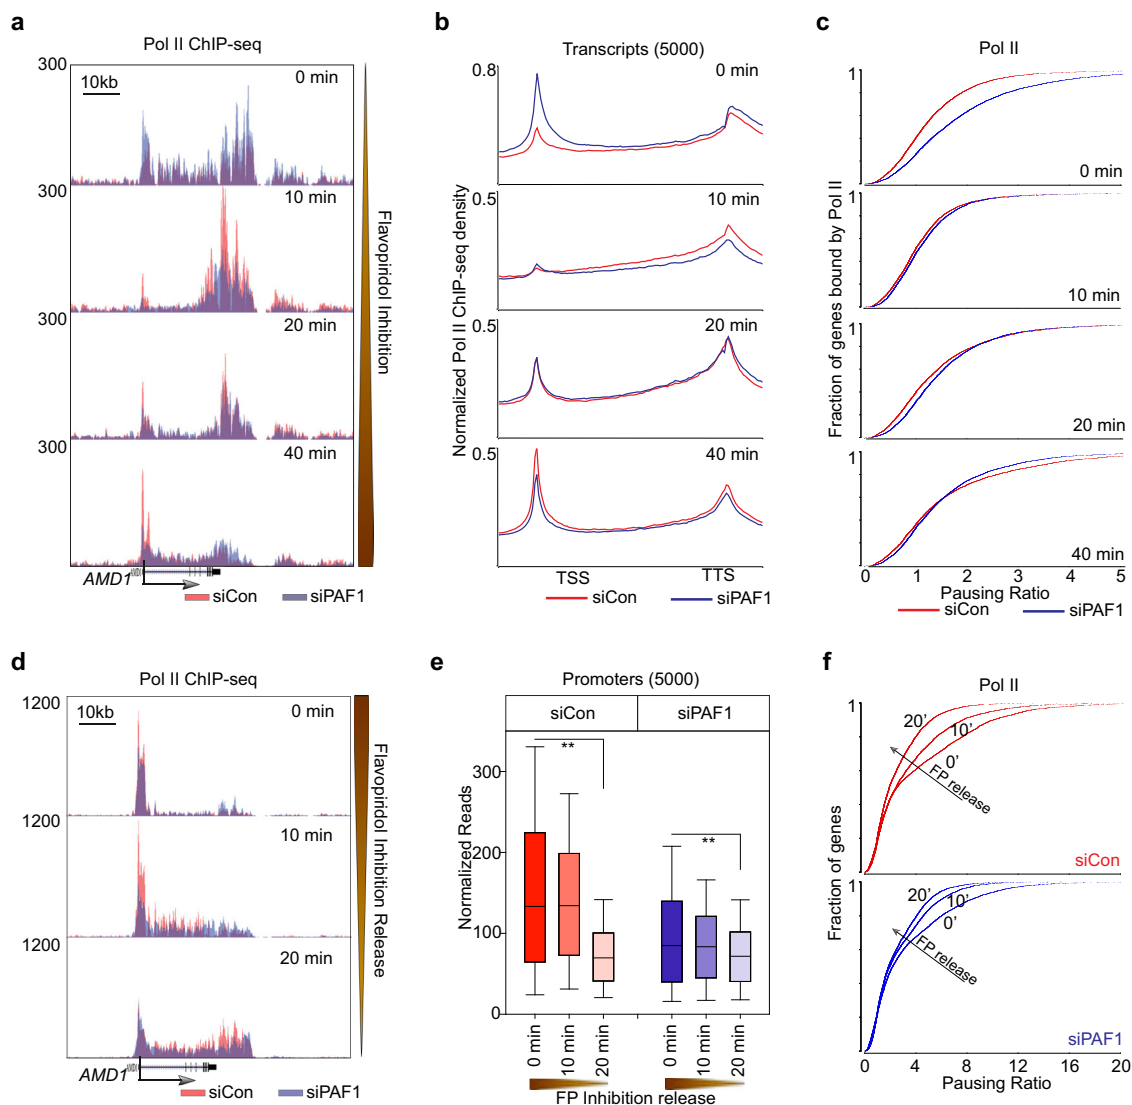 a
Pol II ChIP-seq
300
10kb
0 min
300
10 min
300
20 min
300
40 min
Flavopiridol Inhibition
AMD1
siCon
siPAF1
b
Transcripts (5000)
0.8
0 min
0.5
10 min
0.5
20 min
0.5
40 min
Normalized Pol II ChIP-seq density
TSS
TTS
siCon
siPAF1
c
Pol II
1
0 min
1
10 min
1
20 min
1
40 min
Fraction of genes bound by Pol II
0 1 2 3 4 5
Pausing Ratio
siCon
siPAF1
d
Pol II ChIP-seq
1200
10kb
0 min
1200
10 min
1200
20 min
Flavopiridol Inhibition Release
AMD1
siCon
siPAF1
e
Promoters (5000)
siCon
siPAF1
**
**
300
200
100
0
Normalized Reads
0 min
10 min
20 min
0 min
10 min
20 min
FP Inhibition release
f
Pol II
1
20'
10'
0'
FP release
siCon
1
20'
10'
0'
FP release
siPAF1
Fraction of genes
0 4 8 12 16 20
Pausing Ratio